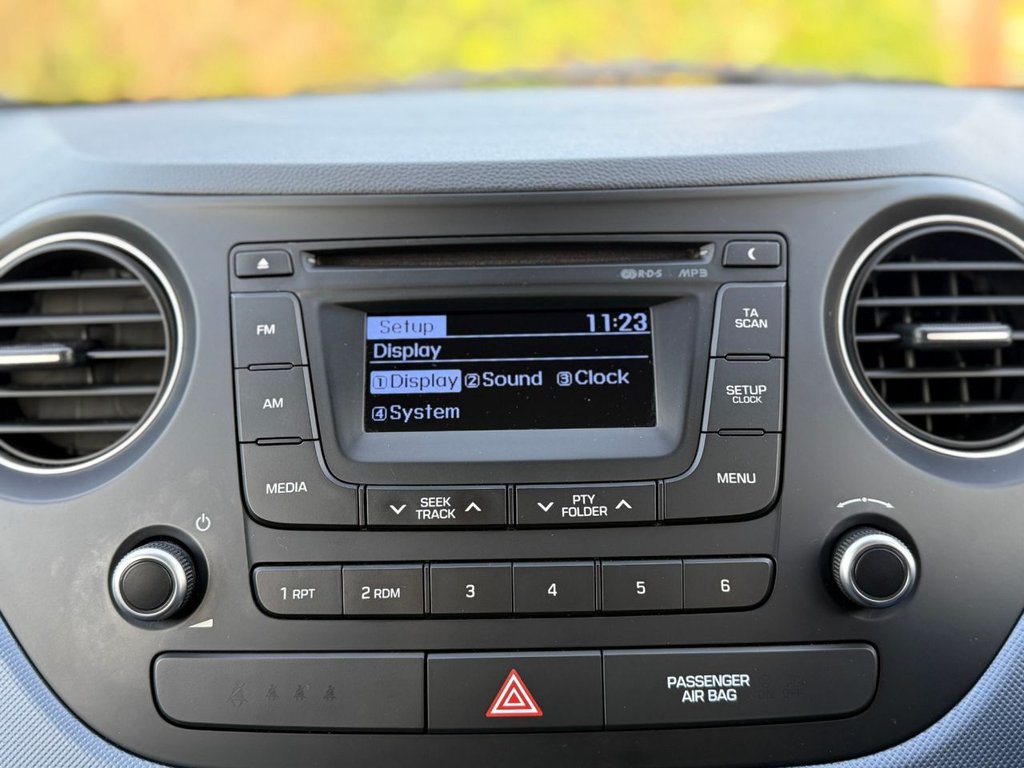 R·D·S MP3
FM
TA
SCAN
Setup 11:23
Display
1 Display 2 Sound 3 Clock
4 System
AM
SETUP
CLOCK
MEDIA
SEEK
TRACK
PTY
FOLDER
MENU
1 RPT 2 RDM 3 4 5 6
PASSENGER
AIR BAG